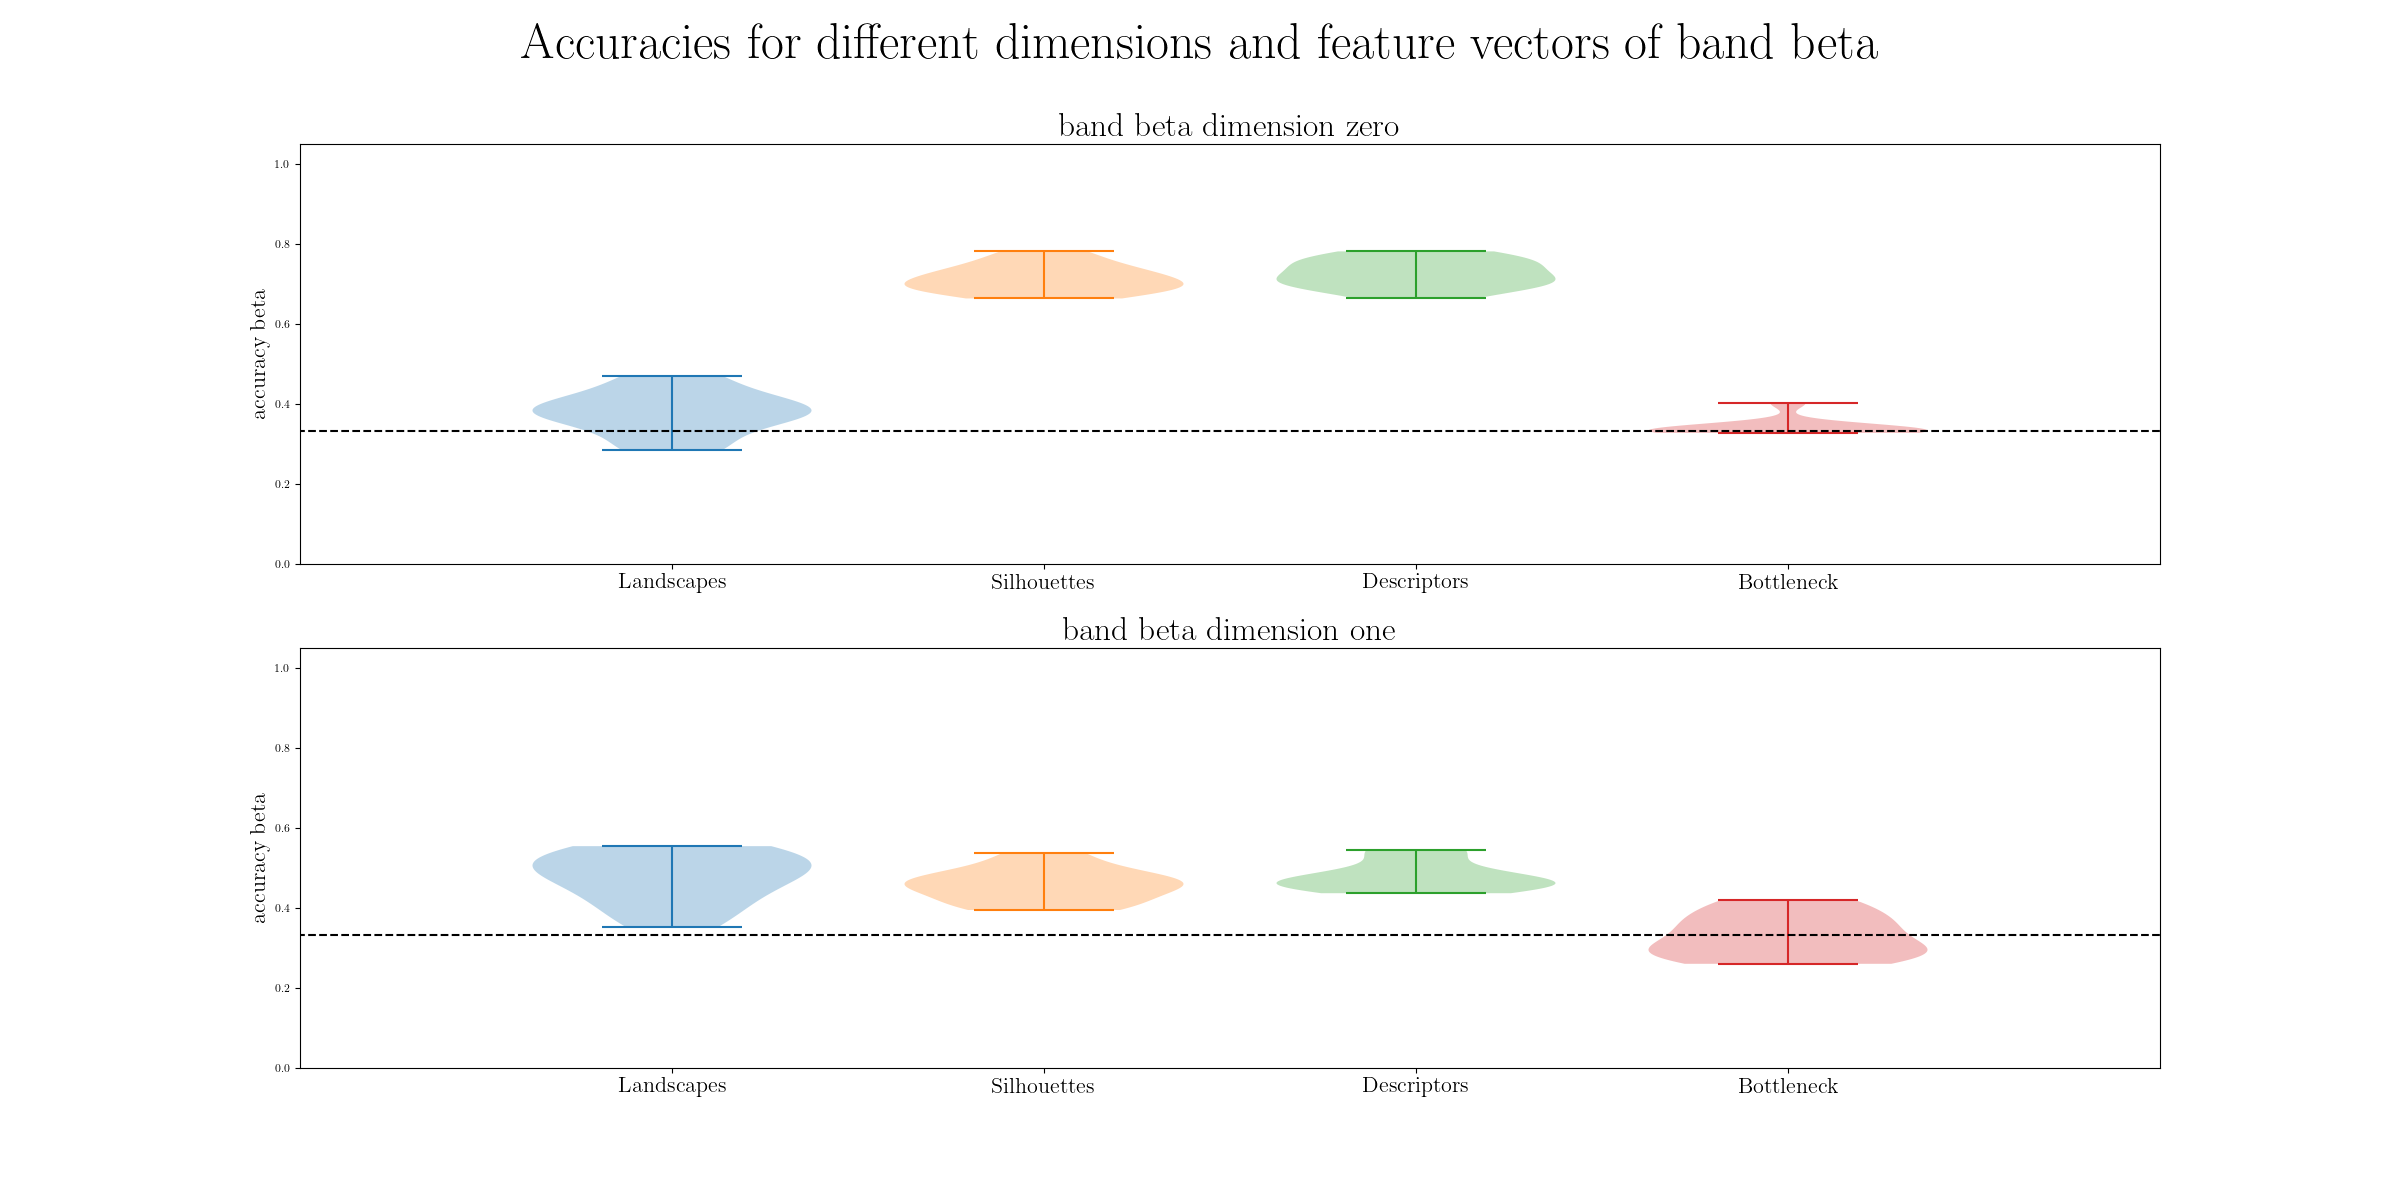 Accuracies for different dimensions and feature vectors of band beta
band beta dimension zero
1.0
0.8
0.6
0.4
0.2
0.0
accuracy beta
Landscapes Silhouettes Descriptors Bottleneck
band beta dimension one
1.0
0.8
0.6
0.4
0.2
0.0
accuracy beta
Landscapes Silhouettes Descriptors Bottleneck